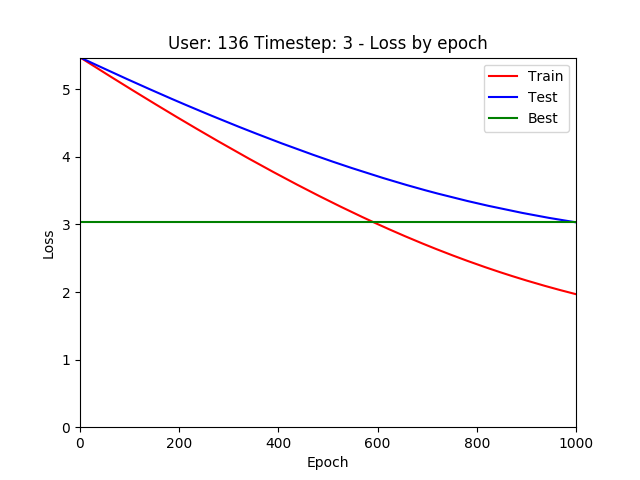 User: 136 Timestep: 3 - Loss by epoch
Train
Test
Best
5
4
3
2
1
0
Loss
0 200 400 600 800 1000
Epoch